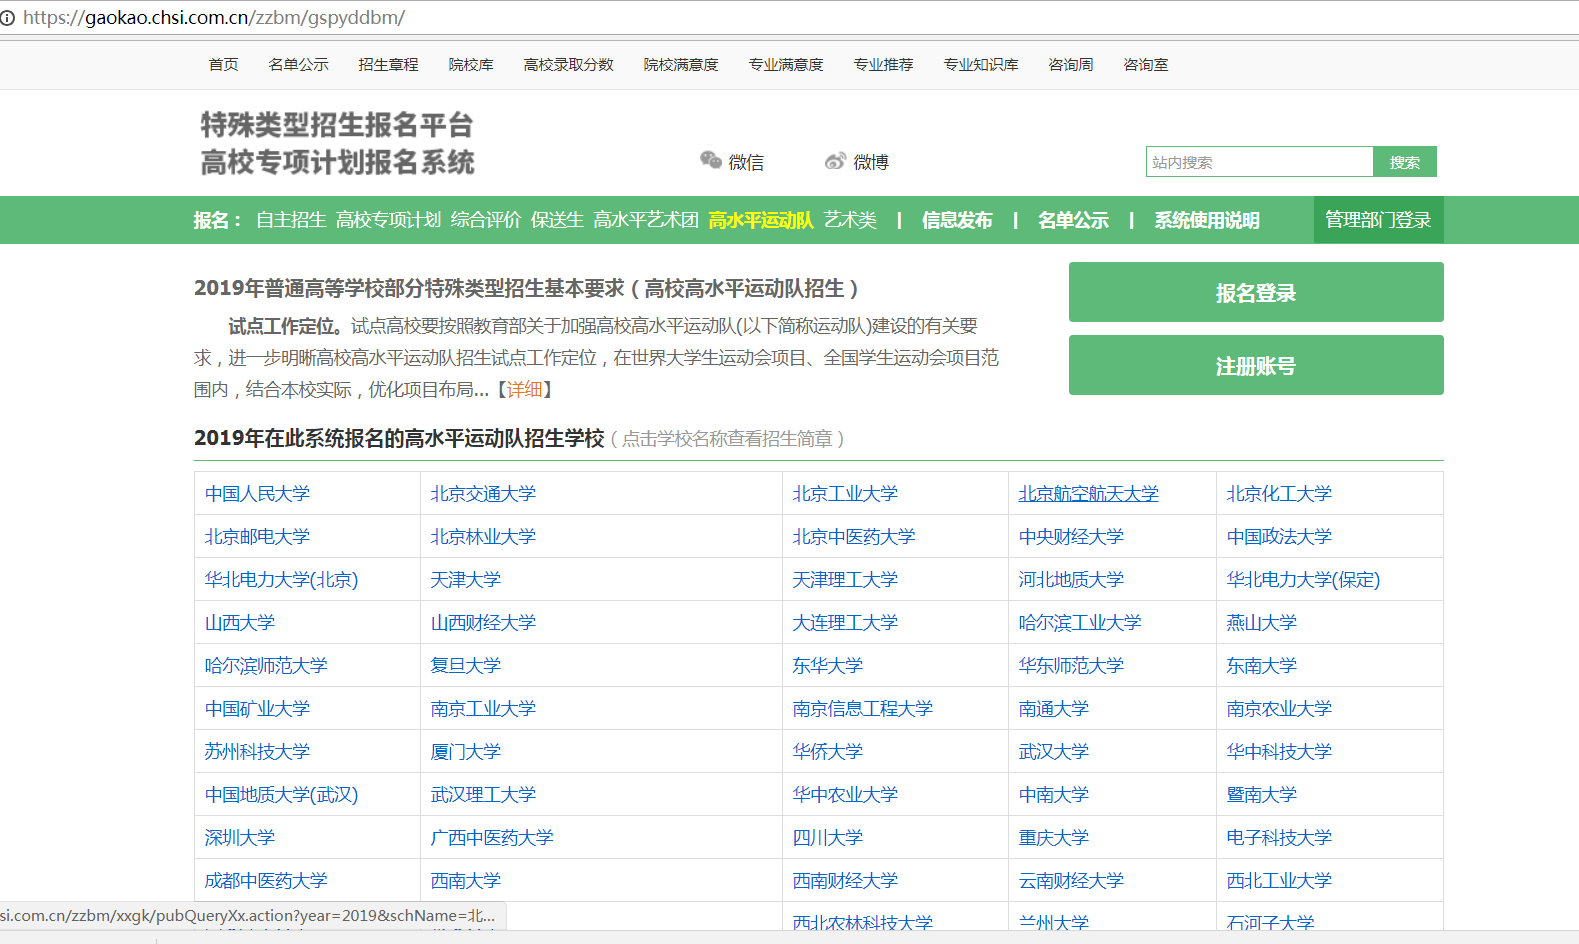 https://gaokao.chsi.com.cn/zzbm/gspyddbm/
首页 名单公示 招生章程 院校库 高校录取分数 院校满意度 专业满意度 专业推荐 专业知识库 咨询周 咨询室
特殊类型招生报名平台
高校专项计划报名系统
微信 微博 站内搜索 搜索
报名： 自主招生 高校专项计划 综合评价 保送生 高水平艺术团 高水平运动队 艺术类 | 信息发布 | 名单公示 | 系统使用说明 管理部门登录
2019年普通高等学校部分特殊类型招生基本要求（高校高水平运动队招生）
试点工作定位。试点高校要按照教育部关于加强高校高水平运动队(以下简称运动队)建设的有关要
求，进一步明晰高校高水平运动队招生试点工作定位，在世界大学生运动会项目、全国学生运动会项目范
围内，结合本校实际，优化项目布局...【详细】
报名登录
注册账号
2019年在此系统报名的高水平运动队招生学校（点击学校名称查看招生简章）
中国人民大学 北京交通大学 北京工业大学 北京航空航天大学 北京化工大学
北京邮电大学 北京林业大学 北京中医药大学 中央财经大学 中国政法大学
华北电力大学(北京) 天津大学 天津理工大学 河北地质大学 华北电力大学(保定)
山西大学 山西财经大学 大连理工大学 哈尔滨工业大学 燕山大学
哈尔滨师范大学 复旦大学 东华大学 华东师范大学 东南大学
中国矿业大学 南京工业大学 南京信息工程大学 南通大学 南京农业大学
苏州科技大学 厦门大学 华侨大学 武汉大学 华中科技大学
中国地质大学(武汉) 武汉理工大学 华中农业大学 中南大学 暨南大学
深圳大学 广西中医药大学 四川大学 重庆大学 电子科技大学
成都中医药大学 西南大学 西南财经大学 云南财经大学 西北工业大学
西北农林科技大学 兰州大学 石河子大学
si.com.cn/zzbm/xxgk/pubQueryXx.action?year=2019&schName=北...